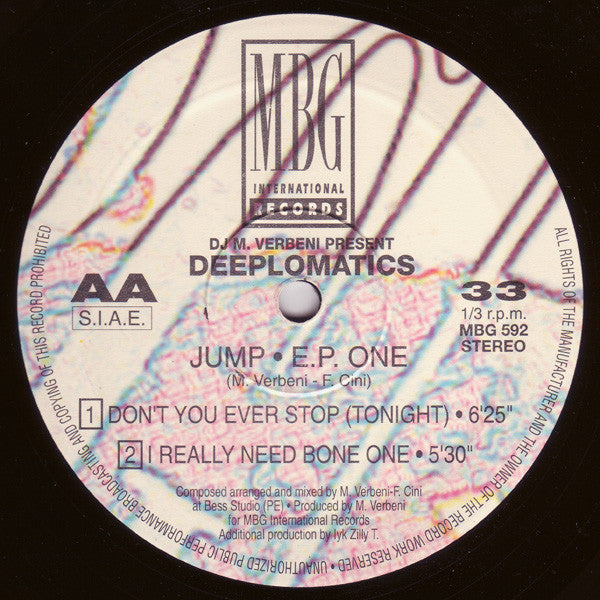 MBG
INTERNATIONAL
RECORDS
DJ M. VERBENI PRESENT
DEEPLOMATICS
AA
S.I.A.E.
33
1/3 r.p.m.
MBG 592
STEREO
JUMP • E.P. ONE
(M. Verbeni - F. Cini)
1 DON'T YOU EVER STOP (TONIGHT) • 6'25"
2 I REALLY NEED BONE ONE • 5'30"
Composed arranged and mixed by M. Verbeni-F. Cini
at Bess Studio (PE) • Produced by M. Verbeni
for MBG International Records
Additional production by Iyk Zilly T.
ALL RIGHTS OF THE MANUFACTURER AND THE OWNER OF THE RECORD WORK RESERVED • UNAUTHORIZED PUBLIC PERFORMANCE BROADCASTING AND COPYING OF THIS RECORD PROHIBITED